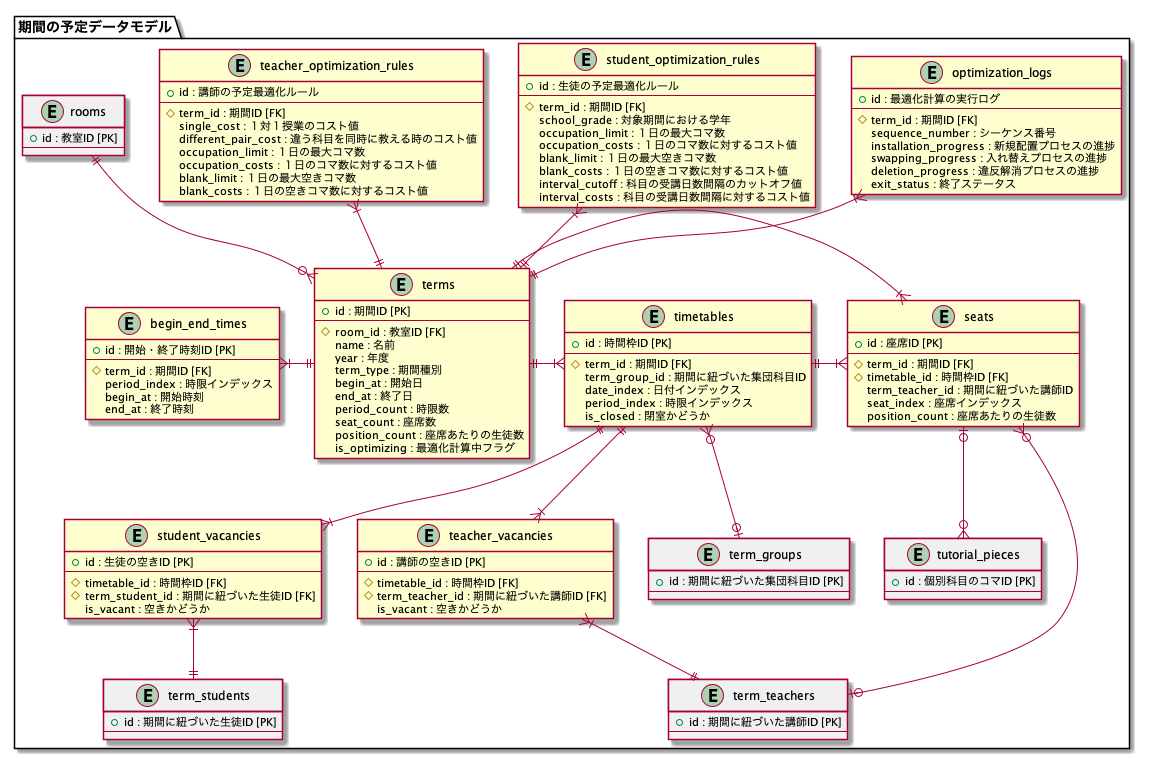 期間の予定データモデル
E teacher_optimization_rules
id : 講師の予定最適化ルール
term_id : 期間ID [FK]
single_cost : １対１授業のコスト値
different_pair_cost : 違う科目を同時に教える時のコスト値
occupation_limit : １日の最大コマ数
occupation_costs : １日のコマ数に対するコスト値
blank_limit : １日の最大空きコマ数
blank_costs : １日の空きコマ数に対するコスト値
E student_optimization_rules
id : 生徒の予定最適化ルール
term_id : 期間ID [FK]
school_grade : 対象期間における学年
occupation_limit : １日の最大コマ数
occupation_costs : １日のコマ数に対するコスト値
blank_limit : １日の最大空きコマ数
blank_costs : １日の空きコマ数に対するコスト値
interval_cutoff : 科目の受講日数間隔のカットオフ値
interval_costs : 科目の受講日数間隔に対するコスト値
E optimization_logs
id : 最適化計算の実行ログ
term_id : 期間ID [FK]
sequence_number : シーケンス番号
installation_progress : 新規配置プロセスの進捗
swapping_progress : 入れ替えプロセスの進捗
deletion_progress : 違反解消プロセスの進捗
exit_status : 終了ステータス
E rooms
id : 教室ID [PK]
E begin_end_times
id : 開始・終了時刻ID [PK]
term_id : 期間ID [FK]
period_index : 時限インデックス
begin_at : 開始時刻
end_at : 終了時刻
E terms
id : 期間ID [PK]
room_id : 教室ID [FK]
name : 名前
year : 年度
term_type : 期間種別
begin_at : 開始日
end_at : 終了日
period_count : 時限数
seat_count : 座席数
position_count : 座席あたりの生徒数
is_optimizing : 最適化計算中フラグ
E timetables
id : 時間枠ID [PK]
term_id : 期間ID [FK]
term_group_id : 期間に紐づいた集団科目ID
date_index : 日付インデックス
period_index : 時限インデックス
is_closed : 閉室かどうか
E seats
id : 座席ID [PK]
term_id : 期間ID [FK]
timetable_id : 時間枠ID [FK]
term_teacher_id : 期間に紐づいた講師ID
seat_index : 座席インデックス
position_count : 座席あたりの生徒数
E student_vacancies
id : 生徒の空きID [PK]
timetable_id : 時間枠ID [FK]
term_student_id : 期間に紐づいた生徒ID [FK]
is_vacant : 空きかどうか
E teacher_vacancies
id : 講師の空きID [PK]
timetable_id : 時間枠ID [FK]
term_teacher_id : 期間に紐づいた講師ID [FK]
is_vacant : 空きかどうか
E term_groups
id : 期間に紐づいた集団科目ID [PK]
E tutorial_pieces
id : 個別科目のコマID [PK]
E term_students
id : 期間に紐づいた生徒ID [PK]
E term_teachers
id : 期間に紐づいた講師ID [PK]